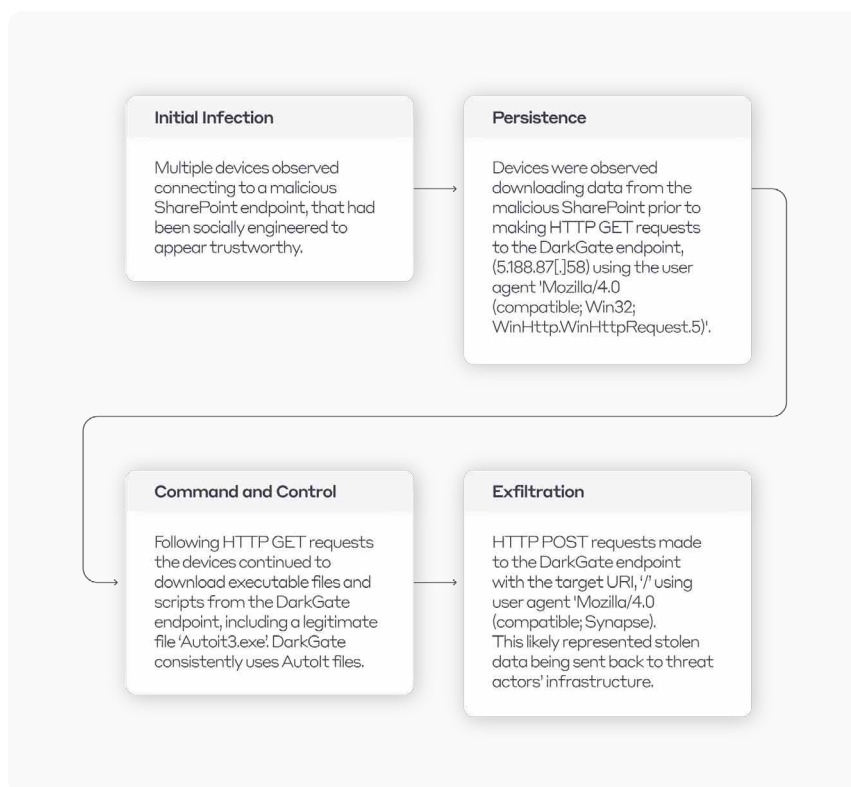 Initial Infection
Multiple devices observed
connecting to a malicious
SharePoint endpoint, that had
been socially engineered to
appear trustworthy.
Persistence
Devices were observed
downloading data from the
malicious SharePoint prior to
making HTTP GET requests
to the DarkGate endpoint,
(5.188.87[.]58) using the user
agent 'Mozilla/4.0
(compatible; Win32;
WinHttp.WinHttpRequest.5)'.
Command and Control
Following HTTP GET requests
the devices continued to
download executable files and
scripts from the DarkGate
endpoint, including a legitimate
file ‘Autoit3.exe’. DarkGate
consistently uses AutoIt files.
Exfiltration
HTTP POST requests made
to the DarkGate endpoint
with the target URI, ‘/’ using
user agent 'Mozilla/4.0
(compatible; Synapse).
This likely represented stolen
data being sent back to threat
actors’ infrastructure.